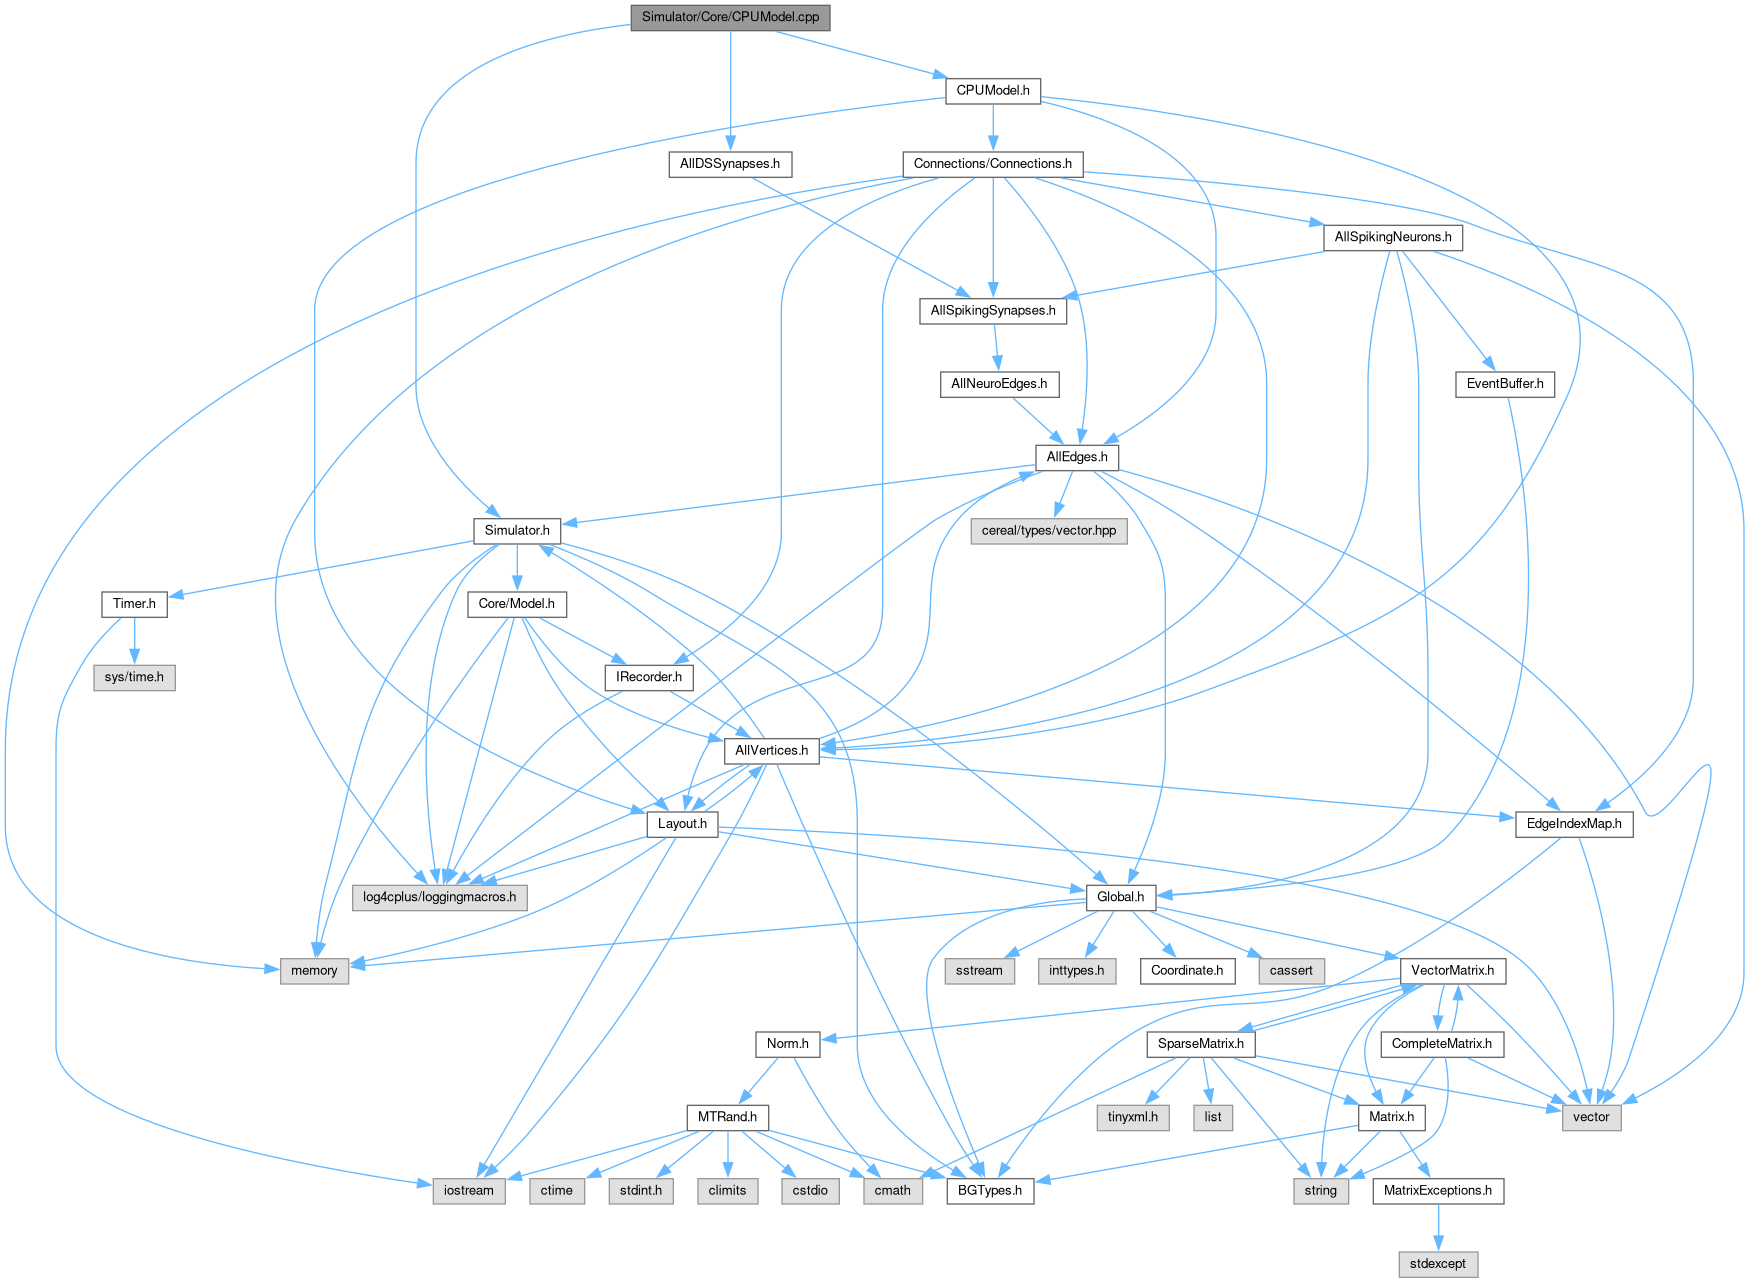 Simulator/Core/CPUModel.cpp
CPUModel.h
AllDSSynapses.h
Connections/Connections.h
AllSpikingNeurons.h
AllSpikingSynapses.h
AllNeuroEdges.h
EventBuffer.h
AllEdges.h
Simulator.h
cereal/types/vector.hpp
Timer.h
Core/Model.h
sys/time.h
IRecorder.h
AllVertices.h
Layout.h
EdgeIndexMap.h
log4cplus/loggingmacros.h
Global.h
memory
sstream
inttypes.h
Coordinate.h
cassert
VectorMatrix.h
Norm.h
SparseMatrix.h
CompleteMatrix.h
MTRand.h
tinyxml.h
list
Matrix.h
vector
iostream
ctime
stdint.h
climits
cstdio
cmath
BGTypes.h
string
MatrixExceptions.h
stdexcept